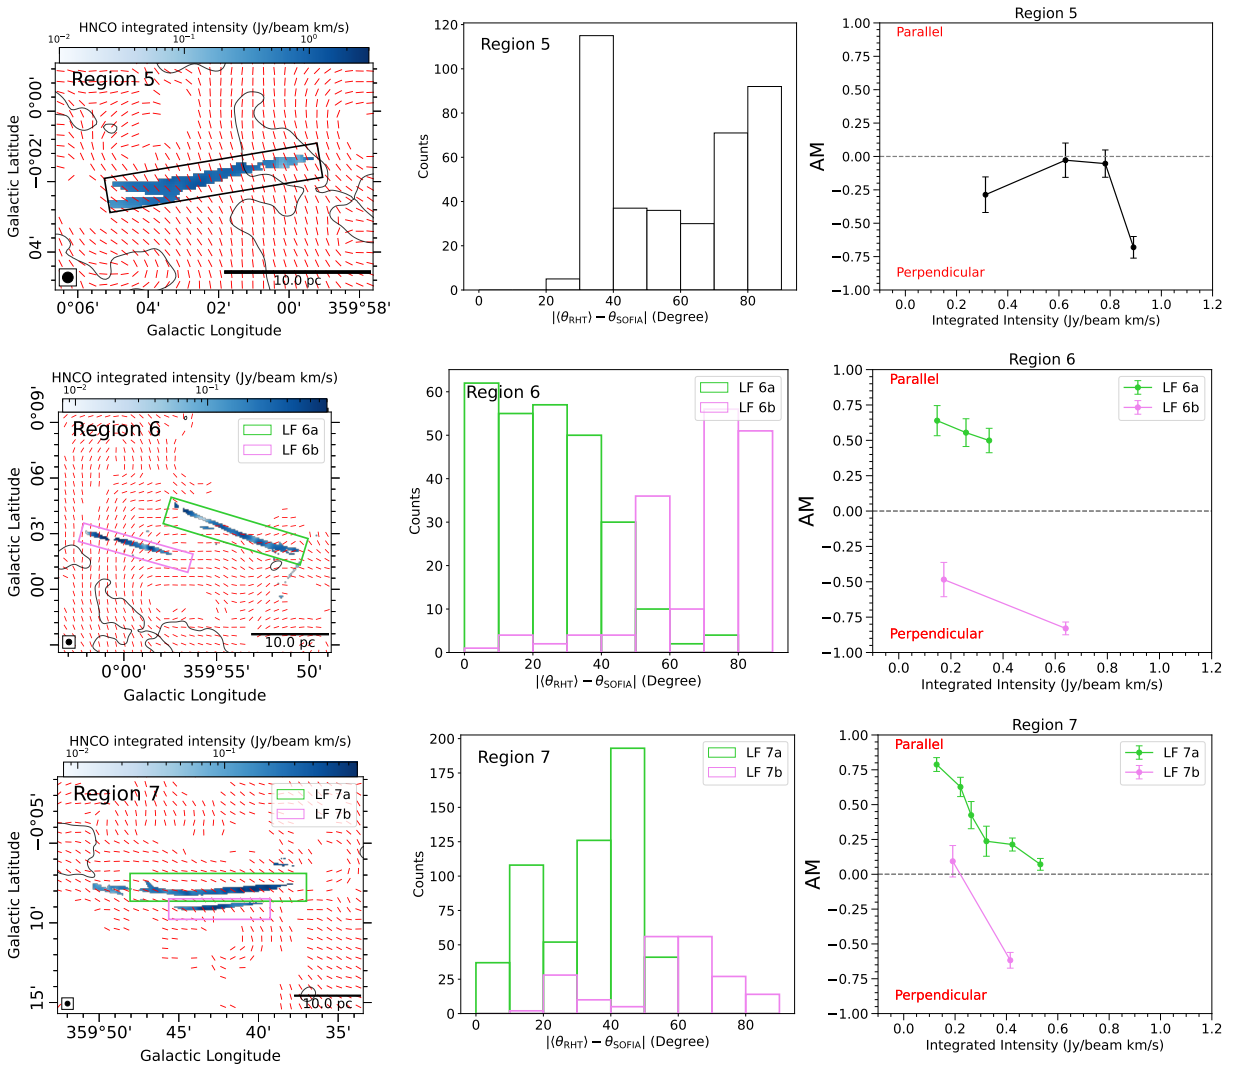 HNCO integrated intensity (Jy/beam km/s)
10⁻² 10⁻¹ 10⁰
Region 5
Galactic Latitude
0°00'
−0°02'
04'
10.0 pc
0°06' 04' 02' 00' 359°58'
Galactic Longitude
Region 5
Counts
120
100
80
60
40
20
0
0 20 40 60 80
|⟨θRHT⟩ − θSOFIA| (Degree)
Region 5
Parallel
AM
1.00
0.75
0.50
0.25
0.00
−0.25
−0.50
−0.75
−1.00
Perpendicular
0.0 0.2 0.4 0.6 0.8 1.0 1.2
Integrated Intensity (Jy/beam km/s)
HNCO integrated intensity (Jy/beam km/s)
10⁻² 10⁻¹
Region 6
LF 6a
LF 6b
Galactic Latitude
0°09'
06'
03'
00'
10.0 pc
0°00' 359°55' 50'
Galactic Longitude
Region 6
LF 6a
LF 6b
Counts
60
50
40
30
20
10
0
0 20 40 60 80
|⟨θRHT⟩ − θSOFIA| (Degree)
Region 6
Parallel
LF 6a
LF 6b
AM
1.00
0.75
0.50
0.25
0.00
−0.25
−0.50
−0.75
−1.00
Perpendicular
0.0 0.2 0.4 0.6 0.8 1.0 1.2
Integrated Intensity (Jy/beam km/s)
HNCO integrated intensity (Jy/beam km/s)
10⁻² 10⁻¹
Region 7
LF 7a
LF 7b
Galactic Latitude
−0°05'
10'
15'
10.0 pc
359°50' 45' 40' 35'
Galactic Longitude
Region 7
LF 7a
LF 7b
Counts
200
175
150
125
100
75
50
25
0
0 20 40 60 80
|⟨θRHT⟩ − θSOFIA| (Degree)
Region 7
Parallel
LF 7a
LF 7b
AM
1.00
0.75
0.50
0.25
0.00
−0.25
−0.50
−0.75
−1.00
Perpendicular
0.0 0.2 0.4 0.6 0.8 1.0 1.2
Integrated Intensity (Jy/beam km/s)